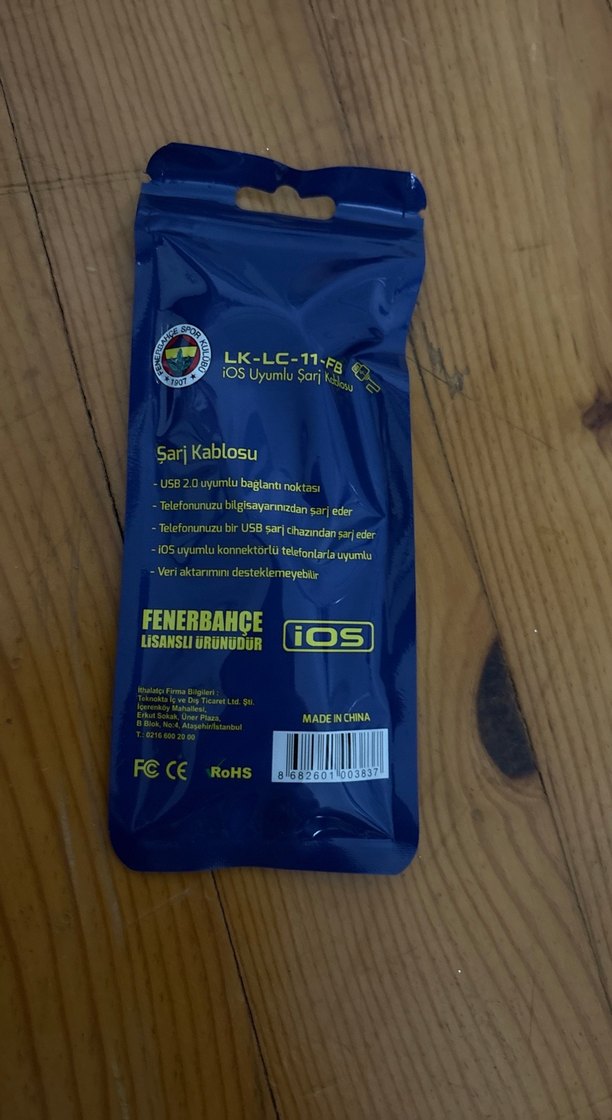 FENERBAHÇE SPOR KULÜBÜ
★ 1907 ★
LK-LC-11-FB
iOS Uyumlu Şarj Kablosu
Şarj Kablosu
- USB 2.0 uyumlu bağlantı noktası
- Telefonunuzu bilgisayarınızdan şarj eder
- Telefonunuzu bir USB şarj cihazından şarj eder
- iOS uyumlu konnektörlü telefonlarla uyumlu
- Veri aktarımını desteklemeyebilir
FENERBAHÇE
LİSANSLI ÜRÜNÜDÜR
iOS
İthalatçı Firma Bilgileri :
Teknokta İç ve Dış Ticaret Ltd. Şti.
İçerenköy Mahallesi,
Erkut Sokak, Üner Plaza,
B Blok, No:4, Ataşehir/İstanbul
T.: 0216 600 20 00
MADE IN CHINA
8 682601 003837
FC CE RoHS